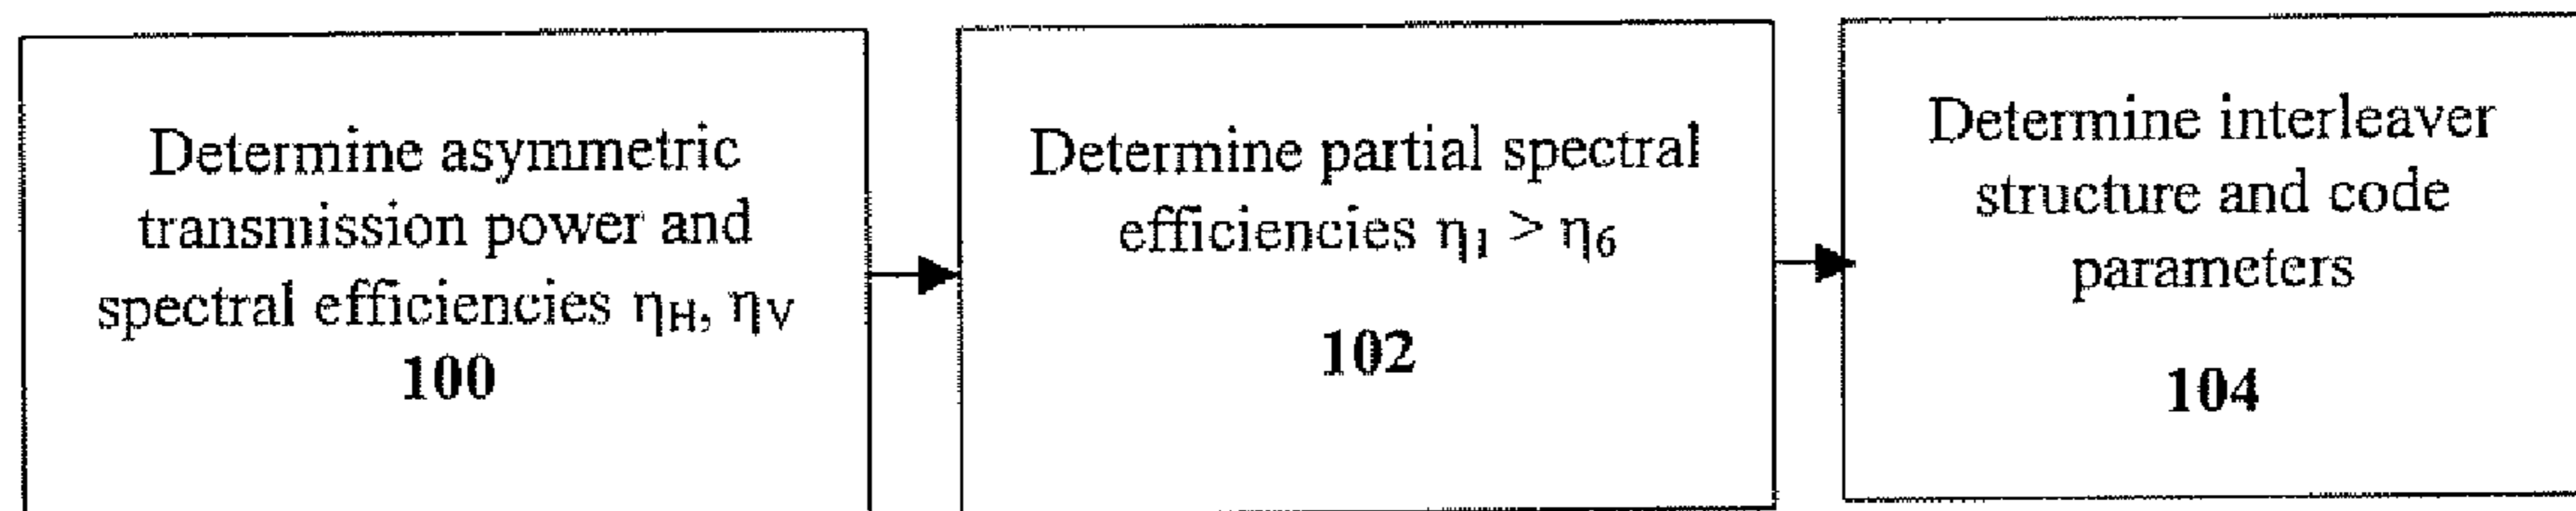 Determine asymmetric
transmission power and
spectral efficiencies ηH, ηV
100
Determine partial spectral
efficiencies η1 > η6
102
Determine interleaver
structure and code
parameters
104